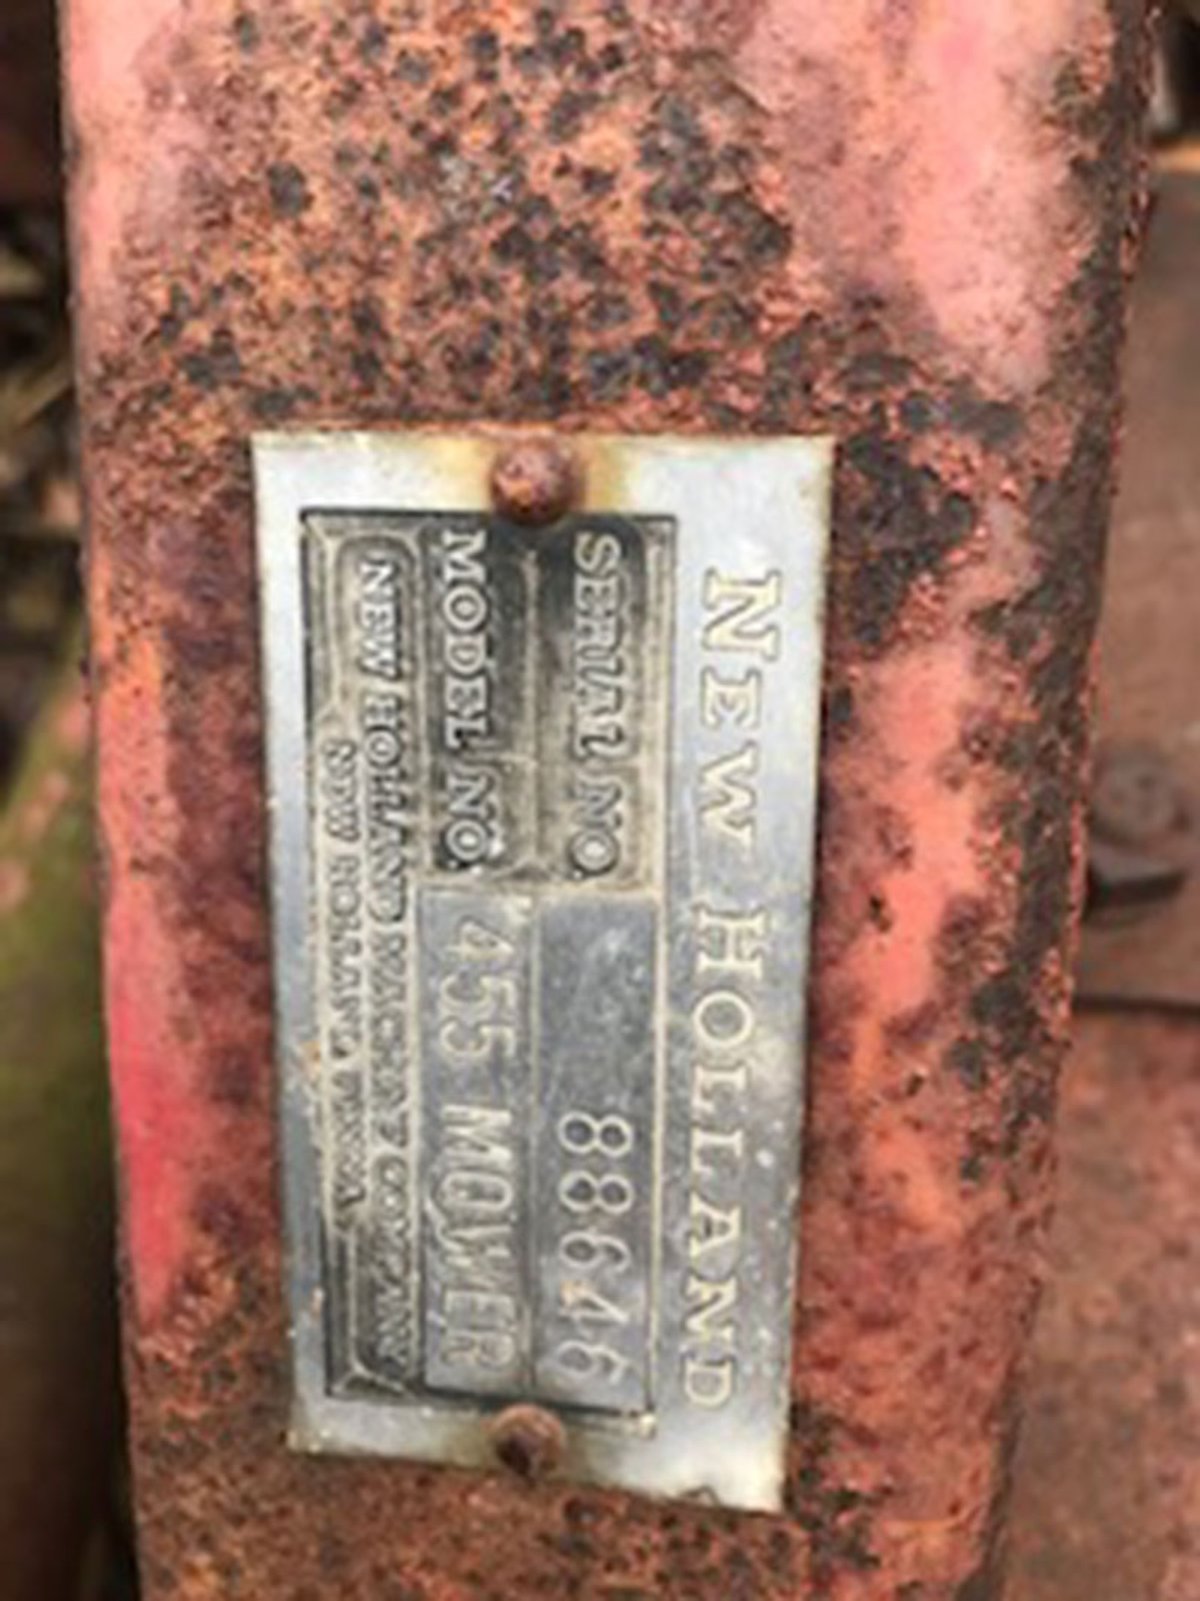 NEW HOLLAND
SERIAL NO. 88646
MODEL NO. 455 MOWER
NEW HOLLAND MACHINE COMPANY
NEW HOLLAND, PENNA.